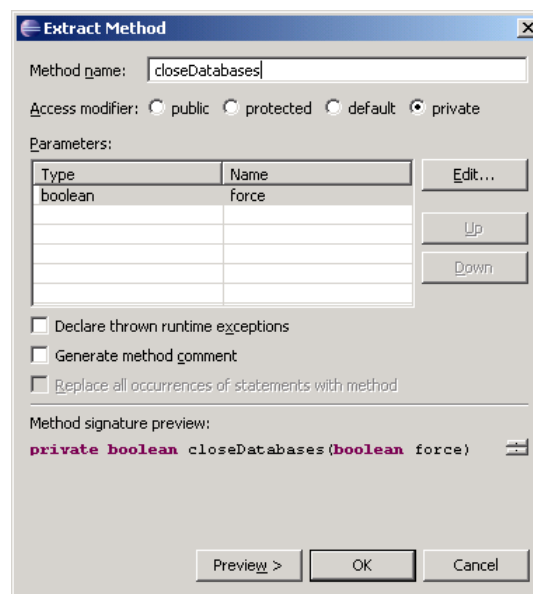 Extract Method
Method name: closeDatabases
Access modifier: public protected default private
Parameters:
Type Name Edit...
boolean force
Up
Down
Declare thrown runtime exceptions
Generate method comment
Replace all occurrences of statements with method
Method signature preview:
private boolean closeDatabases(boolean force)
Preview > OK Cancel